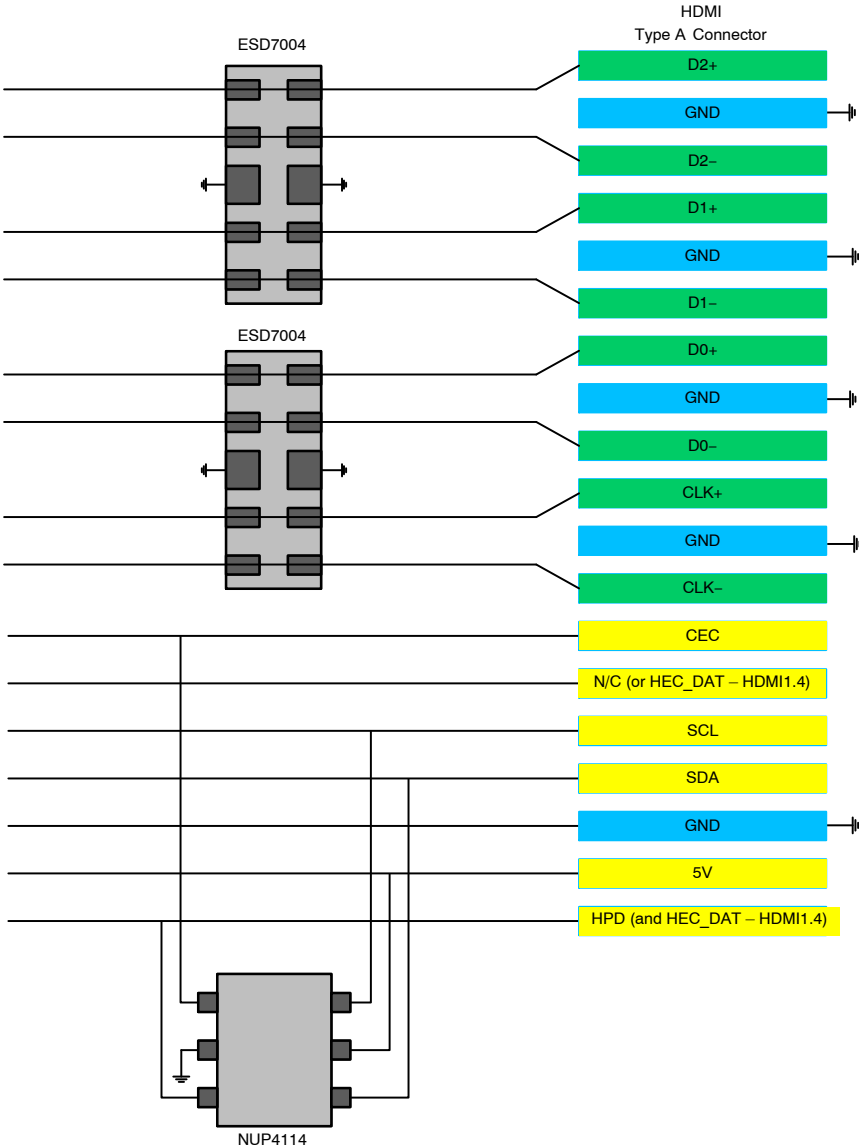 HDMI
Type A Connector
ESD7004
D2+
GND
D2−
D1+
GND
D1−
ESD7004
D0+
GND
D0−
CLK+
GND
CLK−
CEC
N/C (or HEC_DAT – HDMI1.4)
SCL
SDA
GND
5V
HPD (and HEC_DAT – HDMI1.4)
NUP4114